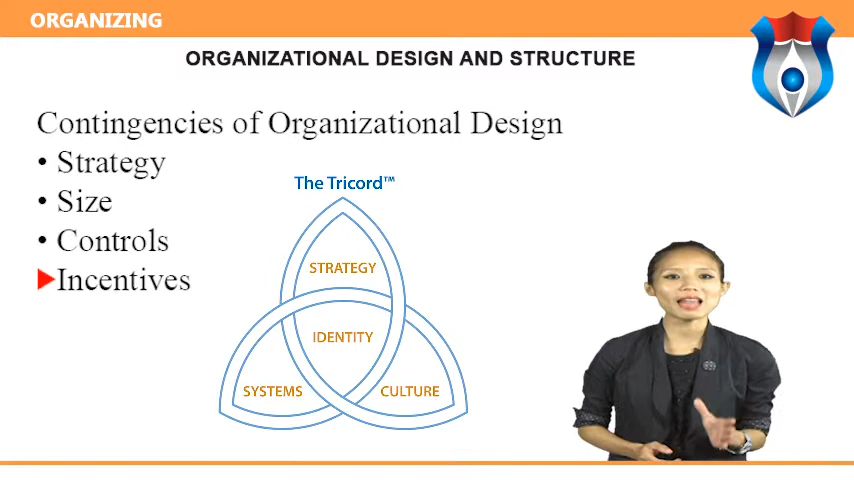 ORGANIZING
ORGANIZATIONAL DESIGN AND STRUCTURE
Contingencies of Organizational Design
• Strategy
• Size
• Controls
Incentives
The Tricord™
STRATEGY
IDENTITY
SYSTEMS
CULTURE